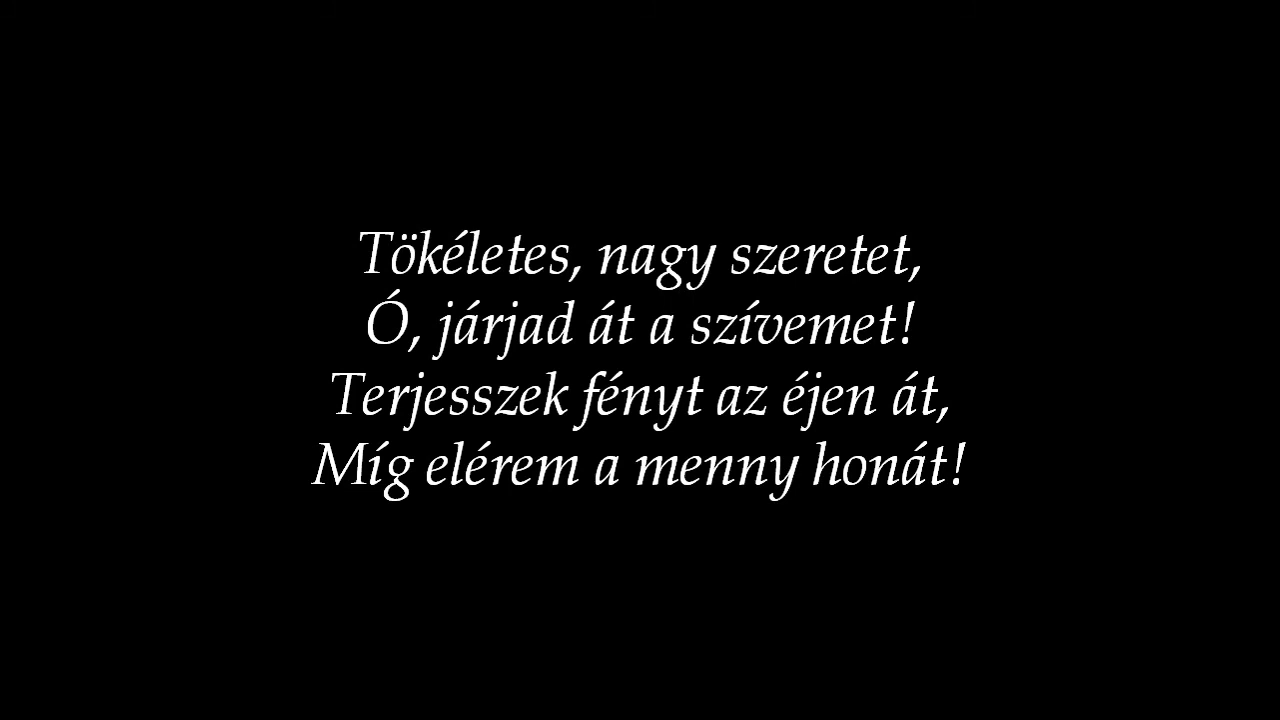 Tökéletes, nagy szeretet,
Ó, járjad át a szívemet!
Terjesszek fényt az éjen át,
Míg elérem a menny honát!